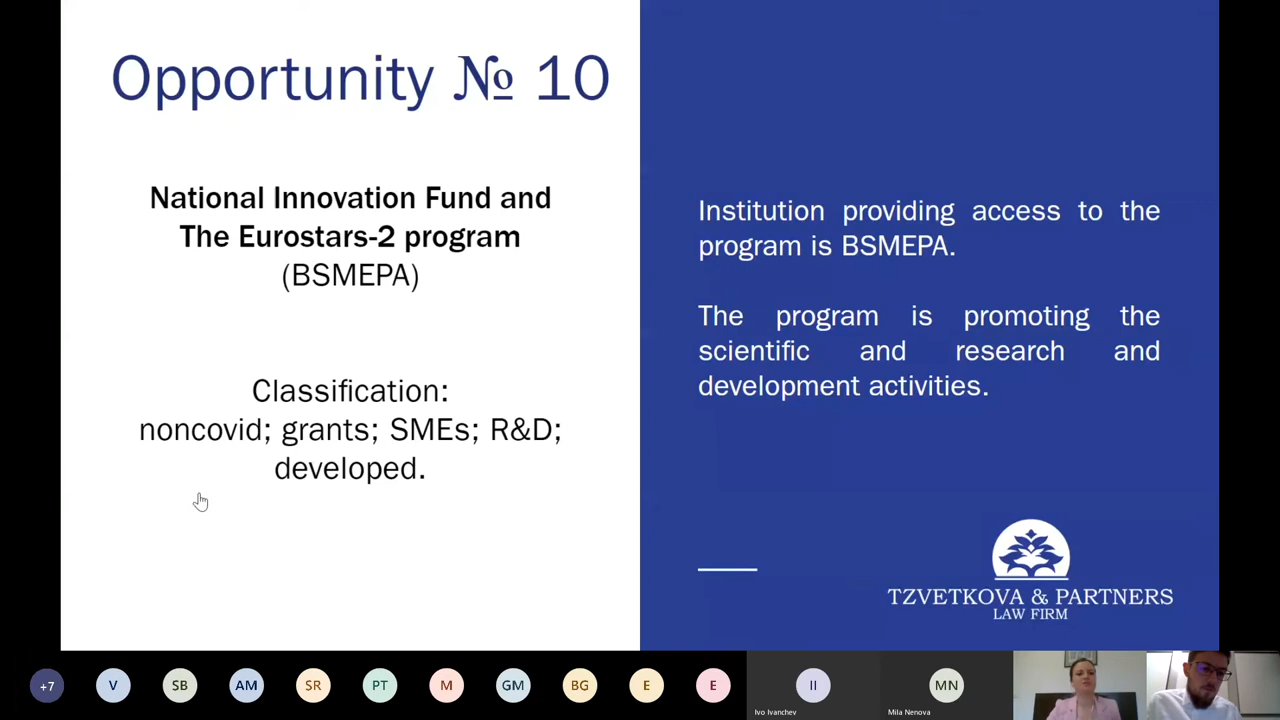 Opportunity № 10
National Innovation Fund and
The Eurostars-2 program
(BSMEPA)
Classification:
noncovid; grants; SMEs; R&D;
developed.
Institution providing access to the
program is BSMEPA.
The program is promoting the
scientific and research and
development activities.
TZVETKOVA & PARTNERS
LAW FIRM
+7
V
SB
AM
SR
PT
M
GM
BG
E
E
II
Ivo Ivanchev
MN
Mila Nenova